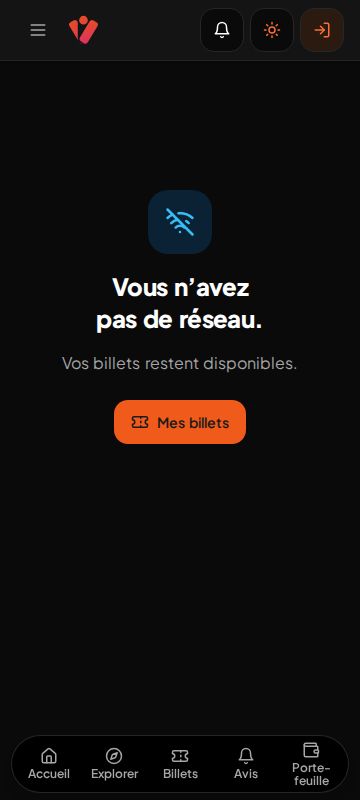 Vous n’avez
pas de réseau.
Vos billets restent disponibles.
Mes billets
Accueil
Explorer
Billets
Avis
Porte-
feuille